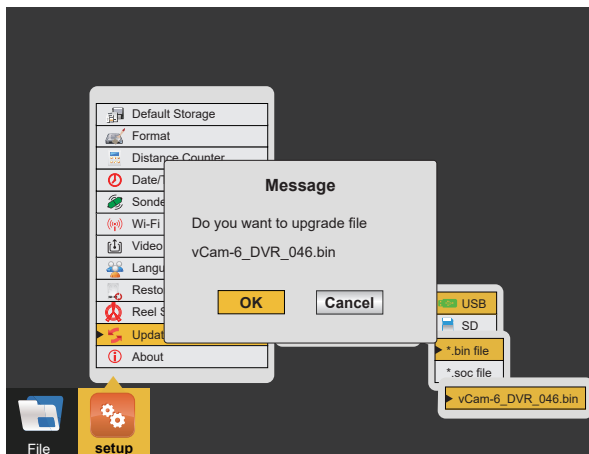 Default Storage
Format
Distance Counter
Date/
Sonde
Wi-Fi
Video
Langu
Resto
Reel S
Updat
About
Message
Do you want to upgrade file
vCam-6_DVR_046.bin
OK Cancel
USB
SD
*.bin file
*.soc file
vCam-6_DVR_046.bin
File setup